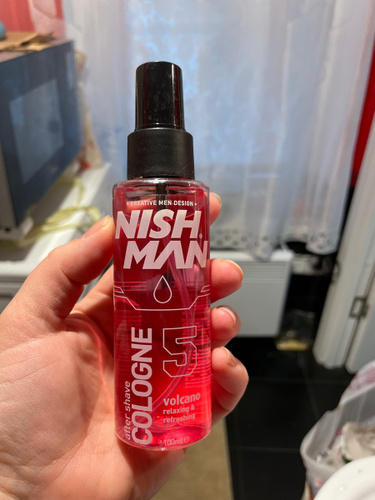 • CREATIVE MEN DESIGN •
NISH
MAN
after shave
COLOGNE
5
volcano
relaxing &
refreshing
100ml e